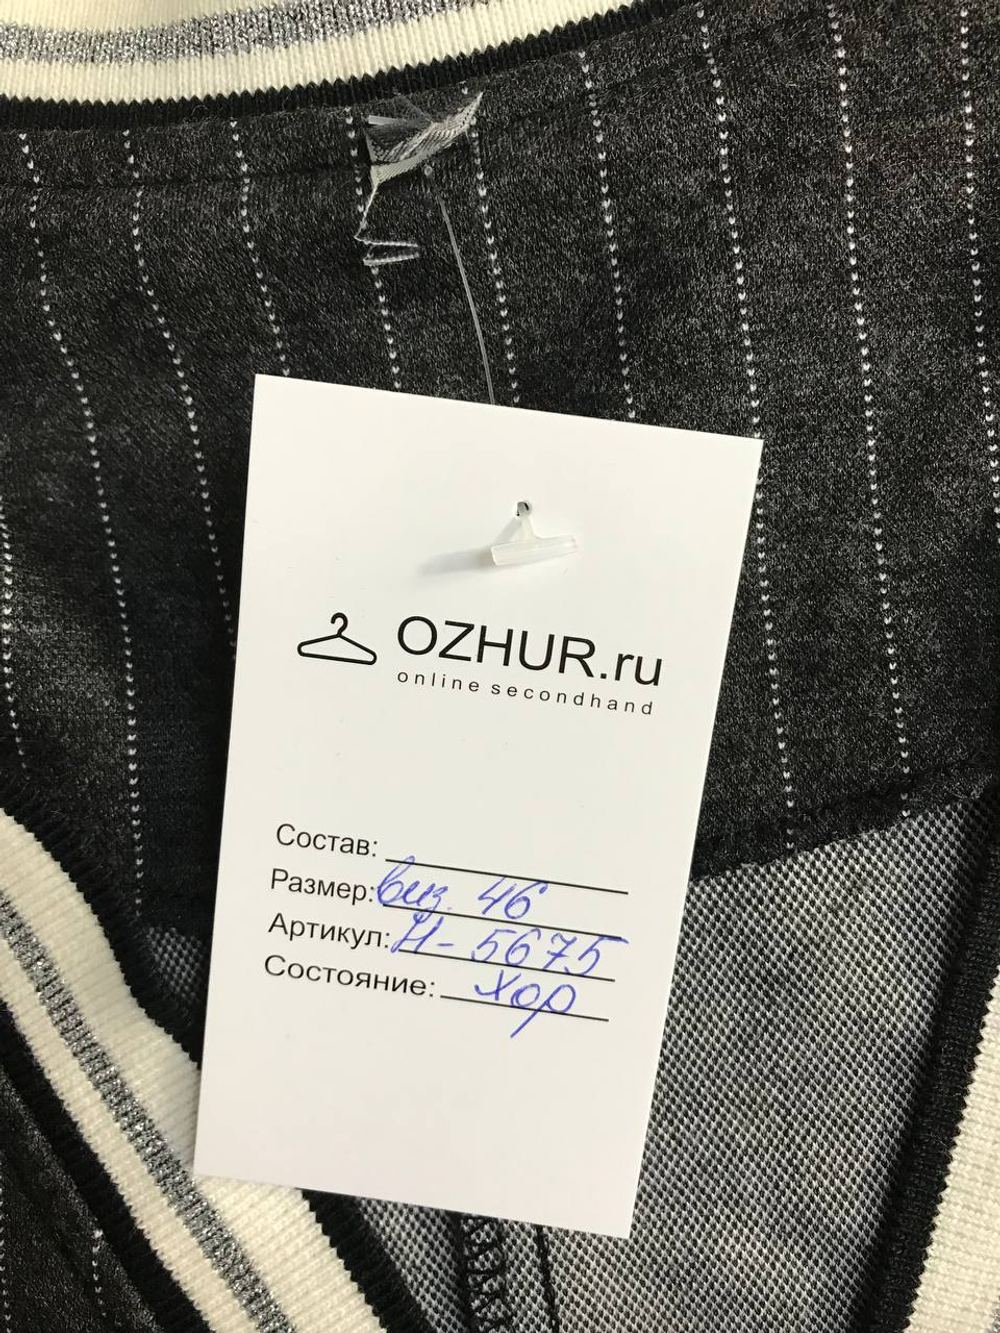 OZHUR.ru
online secondhand
Состав:
Размер: виз. 46
Артикул: Н-5675
Состояние: хор